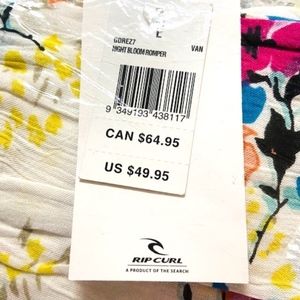 L
GDREZ7
NIGHT BLOOM ROMPER VAN
9 349193 438117
CAN $64.95
US $49.95
RIP CURL
A PRODUCT OF THE SEARCH